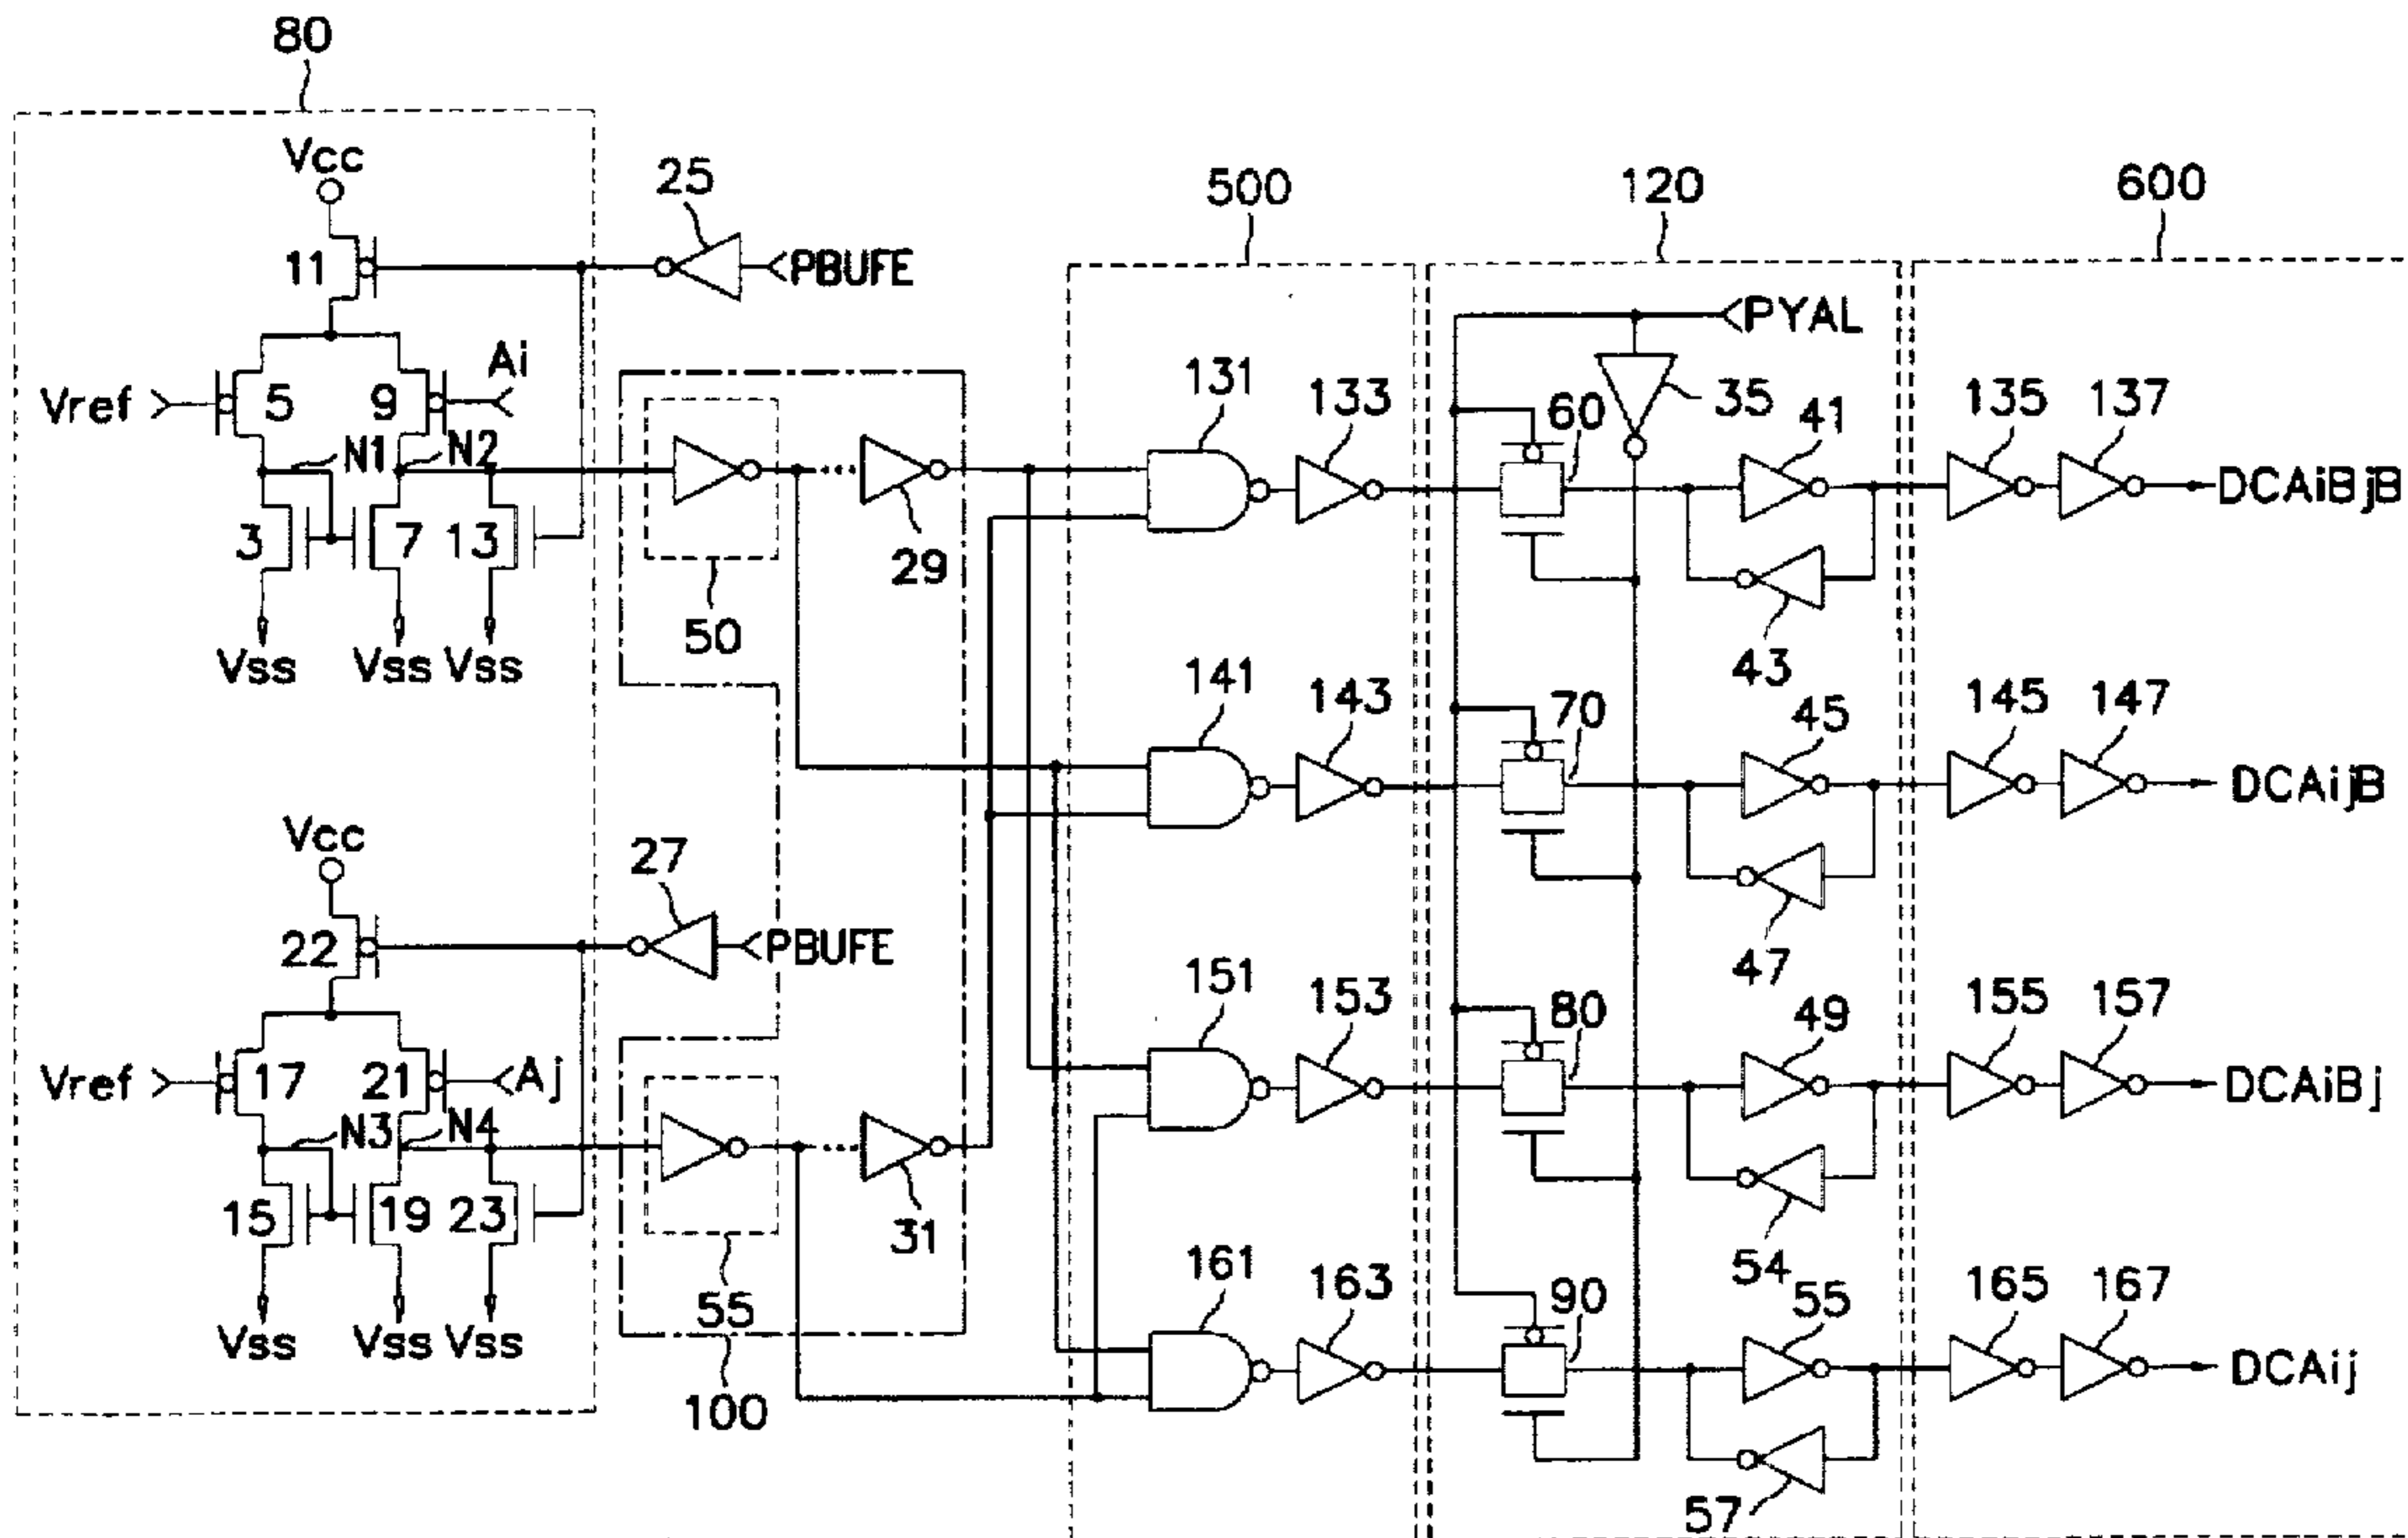 80
500
120
600
Vcc
25
11
PBUFE
PYAL
Vref
5
9
Ai
131
133
60
35
41
135
137
N1
N2
DCAiBjB
3
7
13
29
50
43
Vss
Vss
Vss
141
143
70
45
145
147
DCAijB
Vcc
27
22
PBUFE
47
151
153
80
49
155
157
Vref
17
21
Aj
DCAiBj
N3
N4
15
19
23
31
54
55
161
163
90
55
165
167
Vss
Vss
Vss
100
DCAij
57